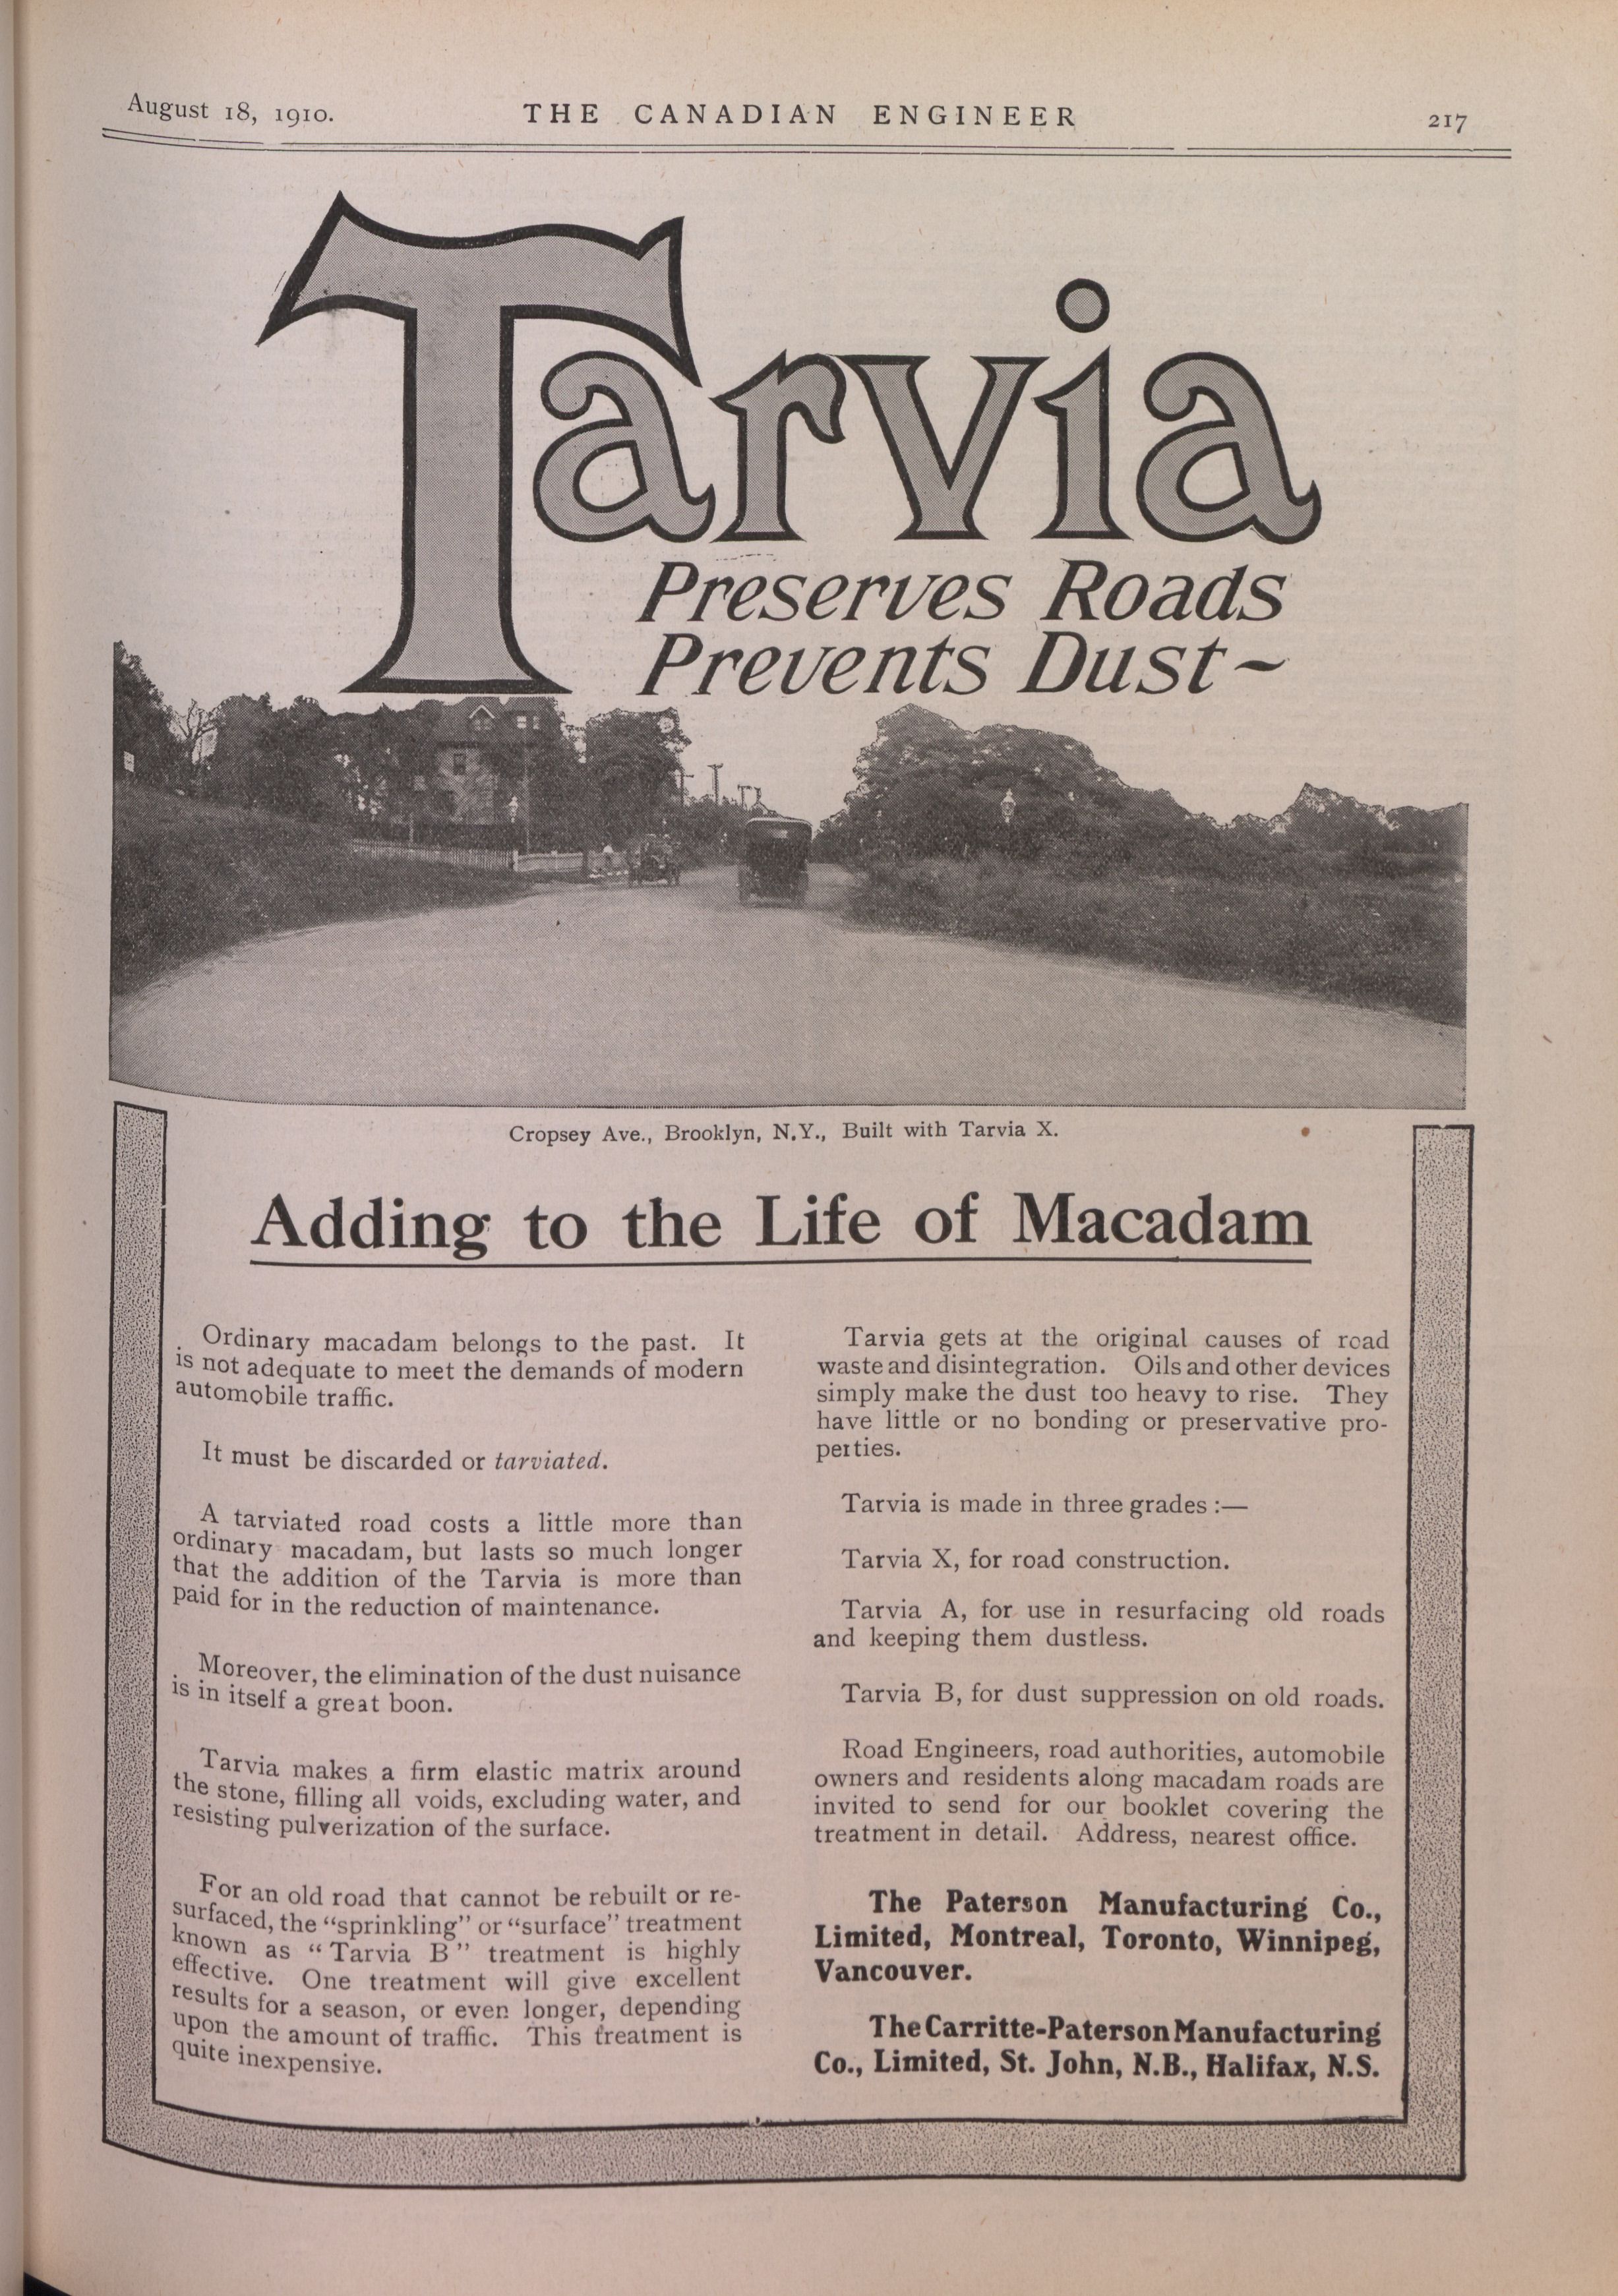 August 18, 1910.
THE CANADIAN ENGINEER
217
Tarvia
Preserves Roads
Prevents Dust~
Cropsey Ave., Brooklyn, N.Y., Built with Tarvia X.
Adding to the Life of Macadam
Ordinary macadam belongs to the past. It
is not adequate to meet the demands of modern
automobile traffic.
It must be discarded or tarviated.
A tarviated road costs a little more than
ordinary macadam, but lasts so much longer
that the addition of the Tarvia is more than
paid for in the reduction of maintenance.
Moreover, the elimination of the dust nuisance
is in itself a great boon.
Tarvia makes a firm elastic matrix around
the stone, filling all voids, excluding water, and
resisting pulverization of the surface.
For an old road that cannot be rebuilt or re-
surfaced, the "sprinkling" or "surface" treatment
known as "Tarvia B" treatment is highly
effective. One treatment will give excellent
results for a season, or even longer, depending
upon the amount of traffic. This treatment is
quite inexpensive.
Tarvia gets at the original causes of road
waste and disintegration. Oils and other devices
simply make the dust too heavy to rise. They
have little or no bonding or preservative pro-
perties.
Tarvia is made in three grades :—
Tarvia X, for road construction.
Tarvia A, for use in resurfacing old roads
and keeping them dustless.
Tarvia B, for dust suppression on old roads.
Road Engineers, road authorities, automobile
owners and residents along macadam roads are
invited to send for our booklet covering the
treatment in detail. Address, nearest office.
The Paterson Manufacturing Co.,
Limited, Montreal, Toronto, Winnipeg,
Vancouver.
The Carritte-Paterson Manufacturing
Co., Limited, St. John, N.B., Halifax, N.S.